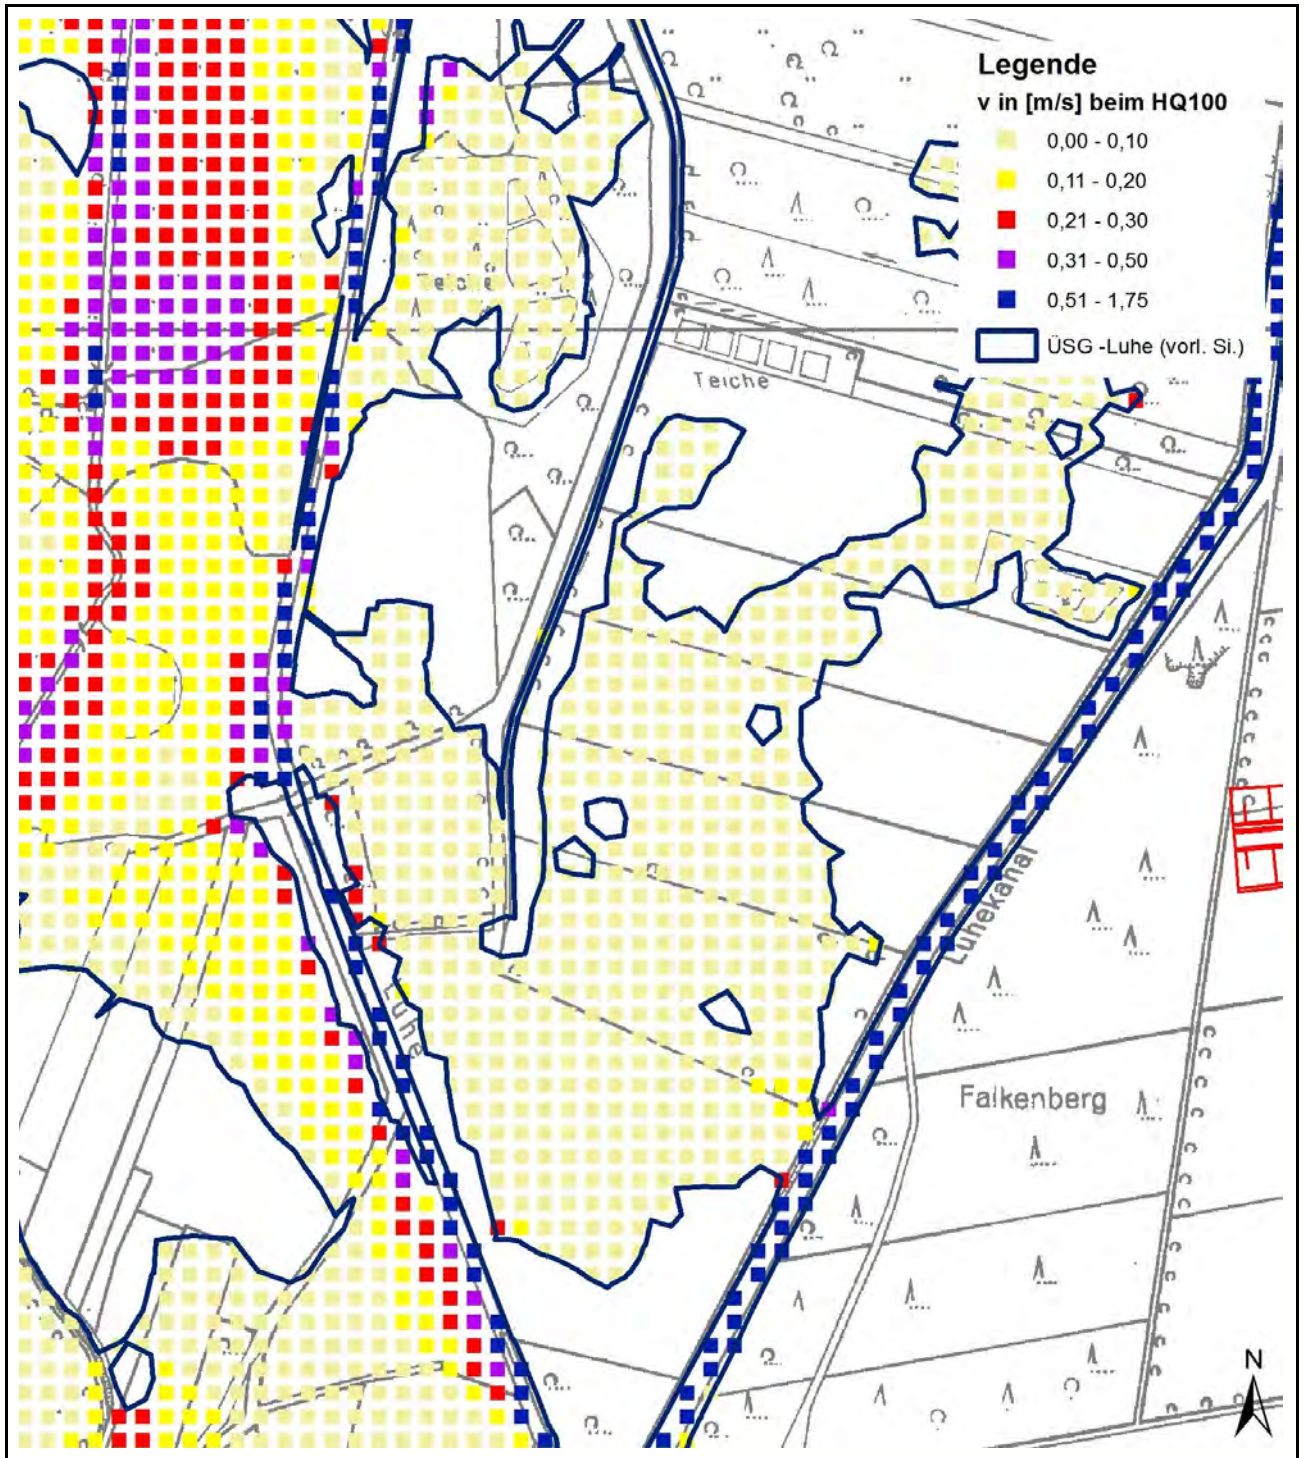 Legende
v in [m/s] beim HQ100
0,00 - 0,10
0,11 - 0,20
0,21 - 0,30
0,31 - 0,50
0,51 - 1,75
ÜSG -Luhe (vorl. Si.)
Teiche
Teiche
Luhekanal
Luhe
Falkenberg
N